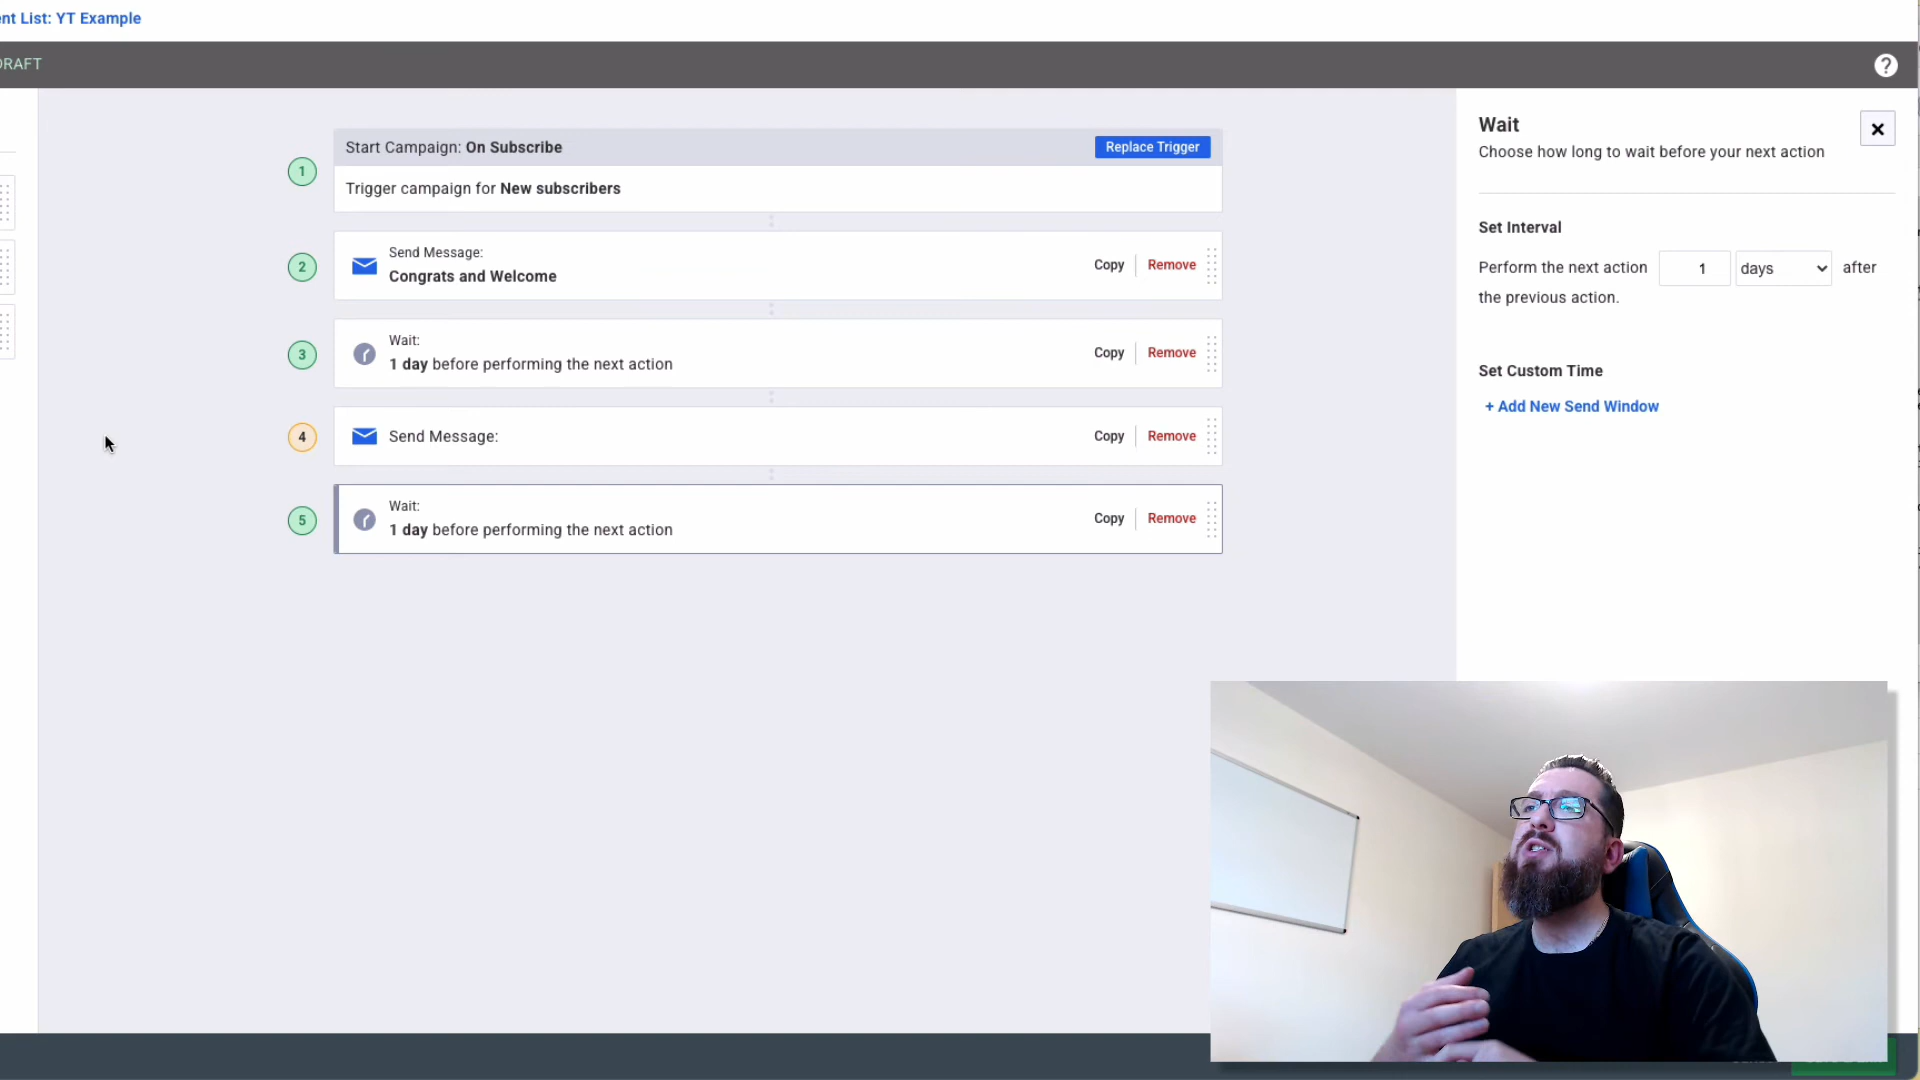 ent List: YT Example
DRAFT
?
Start Campaign: On Subscribe
Replace Trigger
1
Trigger campaign for New subscribers
2
Send Message:
Congrats and Welcome
Copy
Remove
3
Wait:
1 day before performing the next action
Copy
Remove
4
Send Message:
Copy
Remove
5
Wait:
1 day before performing the next action
Copy
Remove
Wait
Choose how long to wait before your next action
Set Interval
Perform the next action 1 days after
the previous action.
Set Custom Time
+ Add New Send Window